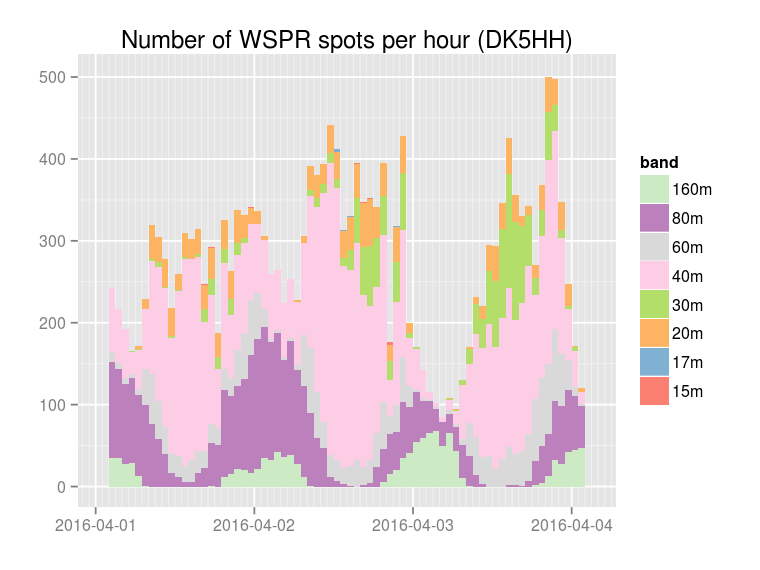 Number of WSPR spots per hour (DK5HH)
500
400
300
200
100
0
2016-04-01 2016-04-02 2016-04-03 2016-04-04
band
160m
80m
60m
40m
30m
20m
17m
15m